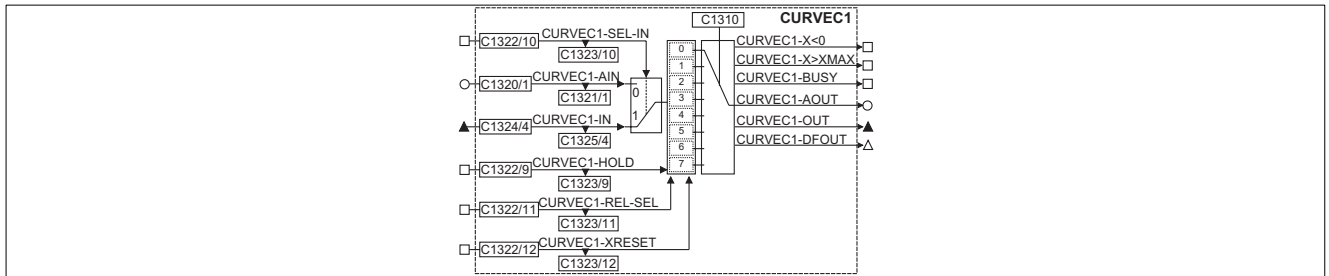 C1310 CURVEC1
C1322/10 CURVEC1-SEL-IN
C1323/10
C1320/1 CURVEC1-AIN
C1321/1
C1324/4 CURVEC1-IN
C1325/4
C1322/9 CURVEC1-HOLD
C1323/9
C1322/11 CURVEC1-REL-SEL
C1323/11
C1322/12 CURVEC1-XRESET
C1323/12
0
1
0
1
2
3
4
5
6
7
CURVEC1-X<0
CURVEC1-X>XMAX
CURVEC1-BUSY
CURVEC1-AOUT
CURVEC1-OUT
CURVEC1-DFOUT